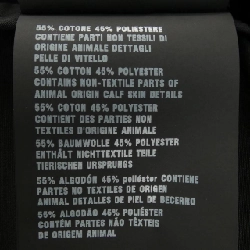 55% COTONE 45% POLIESTERE
CONTIENE PARTI NON TESSILI DI
ORIGINE ANIMALE DETTAGLI
PELLE DI VITELLO
55% COTTON 45% POLYESTER
CONTAINS NON-TEXTILE PARTS OF
ANIMAL ORIGIN CALF SKIN DETAILS
55% COTON 45% POLYESTER
CONTIENT DES PARTIES NON
TEXTILES D'ORIGINE ANIMALE
55% BAUMWOLLE 45% POLYESTER
ENTHÄLT NICHTTEXTILE TEILE
TIERISCHEN URSPRUNGS
55% ALGODÓN 45% poliéster CONTIENE
PARTES NO TEXTILES DE ORIGEN
ANIMAL DETALLES DE PIEL DE BECERRO
55% ALGODÃO 45% POLIÉSTER
CONTÉM PARTES NÃO TÊXTEIS
DE ORIGEM ANIMAL